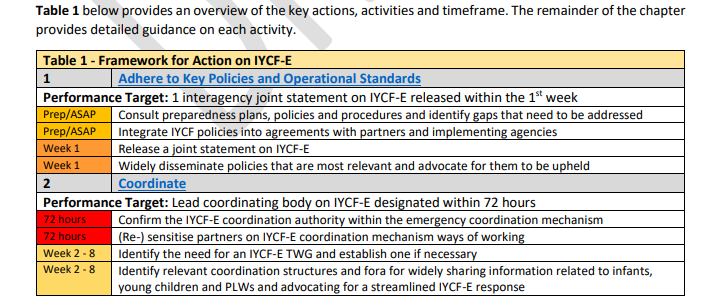 Table 1 below provides an overview of the key actions, activities and timeframe. The remainder of the chapter
provides detailed guidance on each activity.
Table 1 - Framework for Action on IYCF-E
1 Adhere to Key Policies and Operational Standards
Performance Target: 1 interagency joint statement on IYCF-E released within the 1st week
Prep/ASAP Consult preparedness plans, policies and procedures and identify gaps that need to be addressed
Prep/ASAP Integrate IYCF policies into agreements with partners and implementing agencies
Week 1 Release a joint statement on IYCF-E
Week 1 Widely disseminate policies that are most relevant and advocate for them to be upheld
2 Coordinate
Performance Target: Lead coordinating body on IYCF-E designated within 72 hours
72 hours Confirm the IYCF-E coordination authority within the emergency coordination mechanism
72 hours (Re-) sensitise partners on IYCF-E coordination mechanism ways of working
Week 2 - 8 Identify the need for an IYCF-E TWG and establish one if necessary
Week 2 - 8 Identify relevant coordination structures and fora for widely sharing information related to infants,
young children and PLWs and advocating for a streamlined IYCF-E response